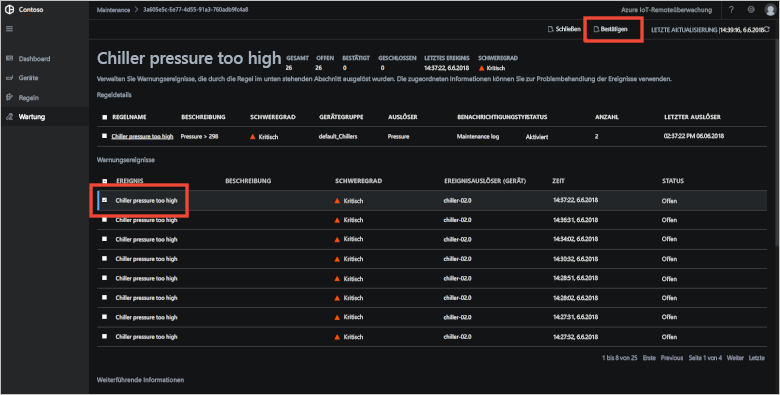 Contoso
Maintenance > 3a605e5c-6e77-4d55-91a3-760adb9fc4a8
Azure IoT-Remoteüberwachung
?
Schließen
Bestätigen
LETZTE AKTUALISIERUNG |14:39:16, 6.6.2018
Dashboard
Geräte
Regeln
Wartung
Chiller pressure too high
GESAMT OFFEN BESTÄTIGT GESCHLOSSEN LETZTES EREIGNIS SCHWEREGRAD
26 26 0 0 14:37:22, 6.6.2018 Kritisch
Verwalten Sie Warnungsereignisse, die durch die Regel im unten stehenden Abschnitt ausgelöst wurden. Die zugeordneten Informationen können Sie zur Problembehandlung der Ereignisse verwenden.
Regeldetails
REGELNAME BESCHREIBUNG SCHWEREGRAD GERÄTEGRUPPE AUSLÖSER BENACHRICHTIGUNGSTYP STATUS ANZAHL LETZTER AUSLÖSER
Chiller pressure too high Pressure > 298 Kritisch default_Chillers Pressure Maintenance log Aktiviert 2 02:37:22 PM 06.06.2018
Warnungsereignisse
EREIGNIS BESCHREIBUNG SCHWEREGRAD EREIGNISAUSLÖSER (GERÄT) ZEIT STATUS
Chiller pressure too high Kritisch chiller-02.0 14:37:22, 6.6.2018 Offen
Chiller pressure too high Kritisch chiller-02.0 14:36:31, 6.6.2018 Offen
Chiller pressure too high Kritisch chiller-02.0 14:34:02, 6.6.2018 Offen
Chiller pressure too high Kritisch chiller-02.0 14:30:32, 6.6.2018 Offen
Chiller pressure too high Kritisch chiller-02.0 14:28:51, 6.6.2018 Offen
Chiller pressure too high Kritisch chiller-02.0 14:28:02, 6.6.2018 Offen
Chiller pressure too high Kritisch chiller-02.0 14:27:31, 6.6.2018 Offen
Chiller pressure too high Kritisch chiller-02.0 14:27:32, 6.6.2018 Offen
1 bis 8 von 25 Erste Previous Seite 1 von 4 Weiter Letzte
Weiterführende Informationen